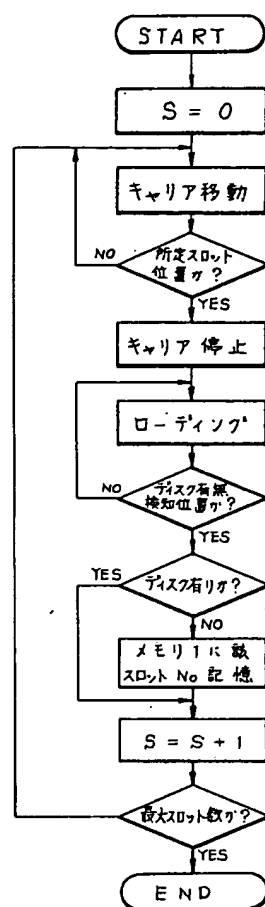 START
S = 0
キャリア移動
所定スロット
位置か？
NO
YES
キャリア停止
ローディング
ディスク有無
検知位置か？
NO
YES
ディスク有りか？
YES
NO
メモリ1に該
スロットNo記憶
S = S + 1
最大スロット数か？
YES
END